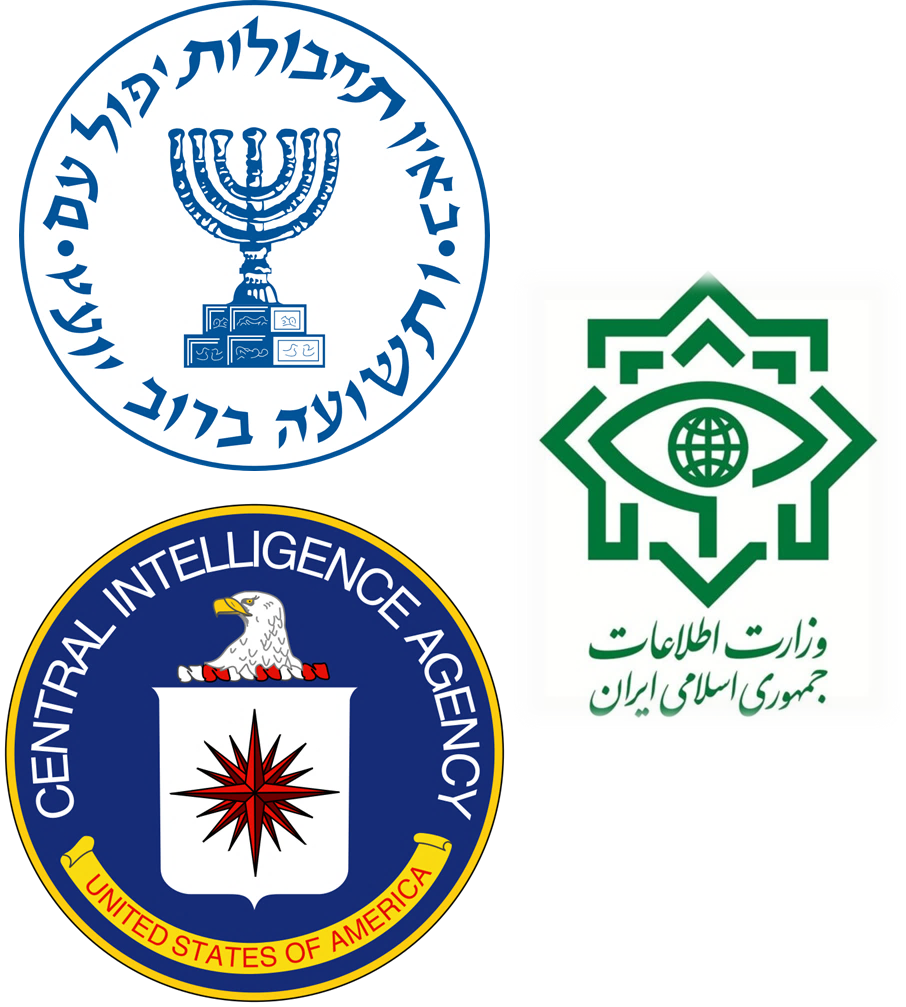 באין תחבולות יפול עם
ותשועה ברוב יועץ
CENTRAL INTELLIGENCE AGENCY
UNITED STATES OF AMERICA
وزارت اطلاعات
جمهوری اسلامی ایران